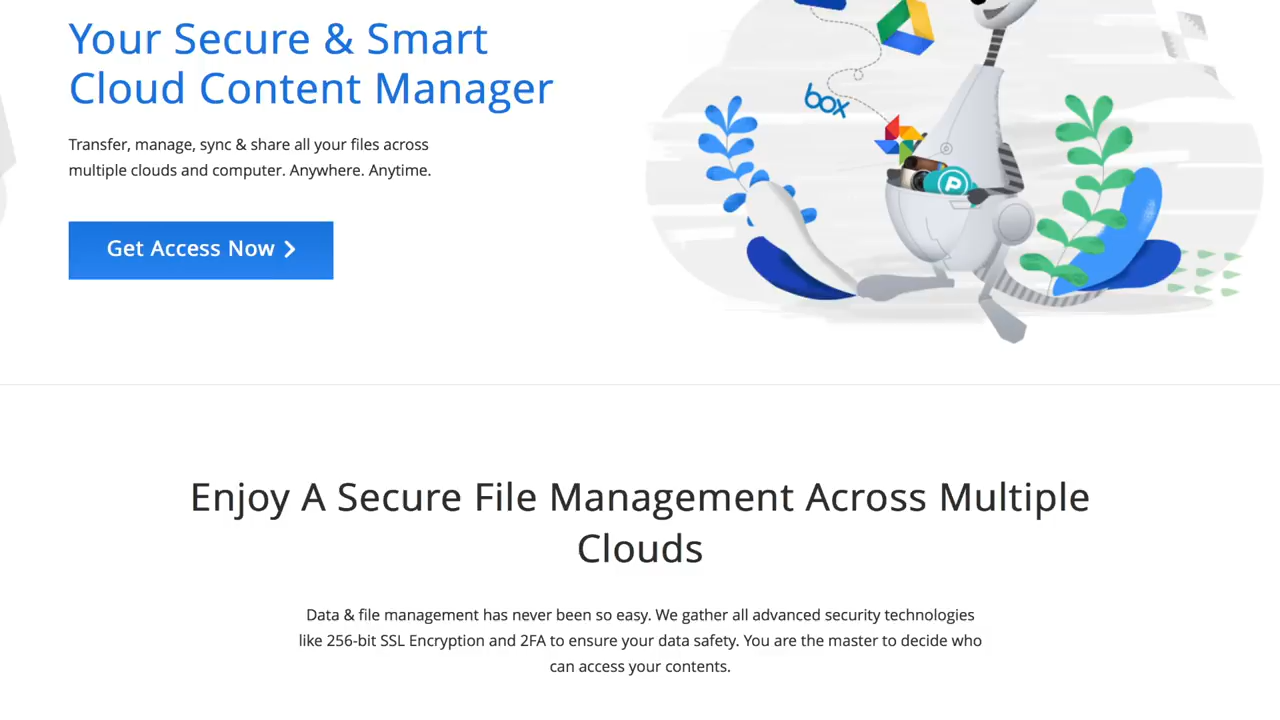 Your Secure & Smart
Cloud Content Manager
Transfer, manage, sync & share all your files across
multiple clouds and computer. Anywhere. Anytime.
box
P
Get Access Now
Enjoy A Secure File Management Across Multiple
Clouds
Data & file management has never been so easy. We gather all advanced security technologies
like 256-bit SSL Encryption and 2FA to ensure your data safety. You are the master to decide who
can access your contents.